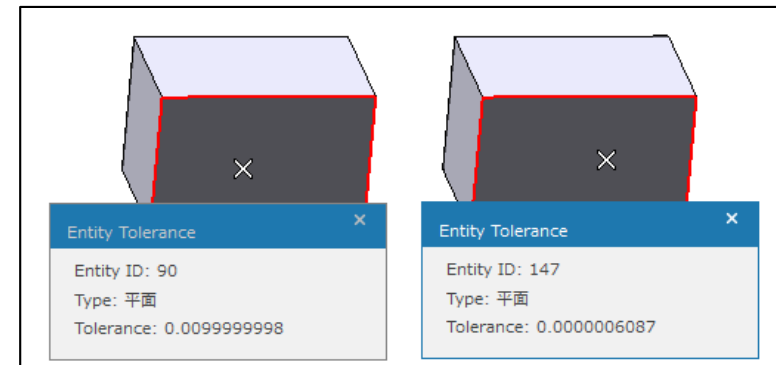 Entity Tolerance
Entity ID: 90
Type: 平面
Tolerance: 0.0099999998
Entity Tolerance
Entity ID: 147
Type: 平面
Tolerance: 0.0000006087